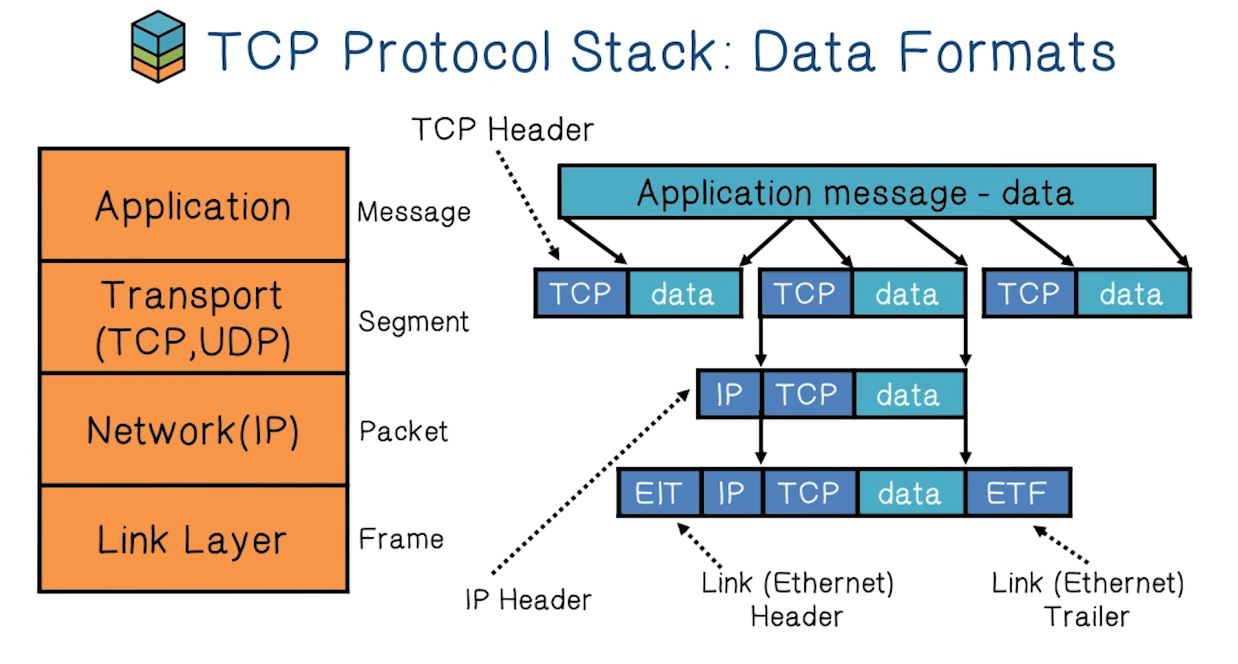 TCP Protocol Stack: Data Formats
TCP Header
Application message - data
Application
Message
TCP data TCP data TCP data
Transport
(TCP,UDP)
Segment
IP TCP data
Network(IP)
Packet
EIT IP TCP data ETF
Link Layer
Frame
IP Header
Link (Ethernet)
Header
Link (Ethernet)
Trailer